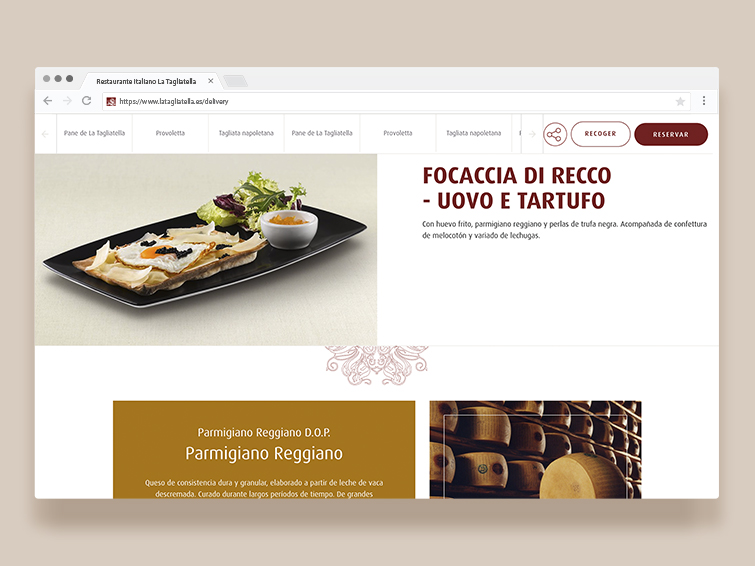 Restaurante Italiano La Tagliatella
https://www.latagliatella.es/delivery
Pane de La Tagliatella
Provoletta
Tagliata napoletana
Pane de La Tagliatella
Provoletta
Tagliata napoletana
RECOGER
RESERVAR
FOCACCIA DI RECCO
- UOVO E TARTUFO
Con huevo frito, parmigiano reggiano y perlas de trufa negra. Acompañada de confettura
de melocotón y variado de lechugas.
Parmigiano Reggiano D.O.P.
Parmigiano Reggiano
Queso de consistencia dura y granular, elaborado a partir de leche de vaca
descremada. Curado durante largos períodos de tiempo. De grandes